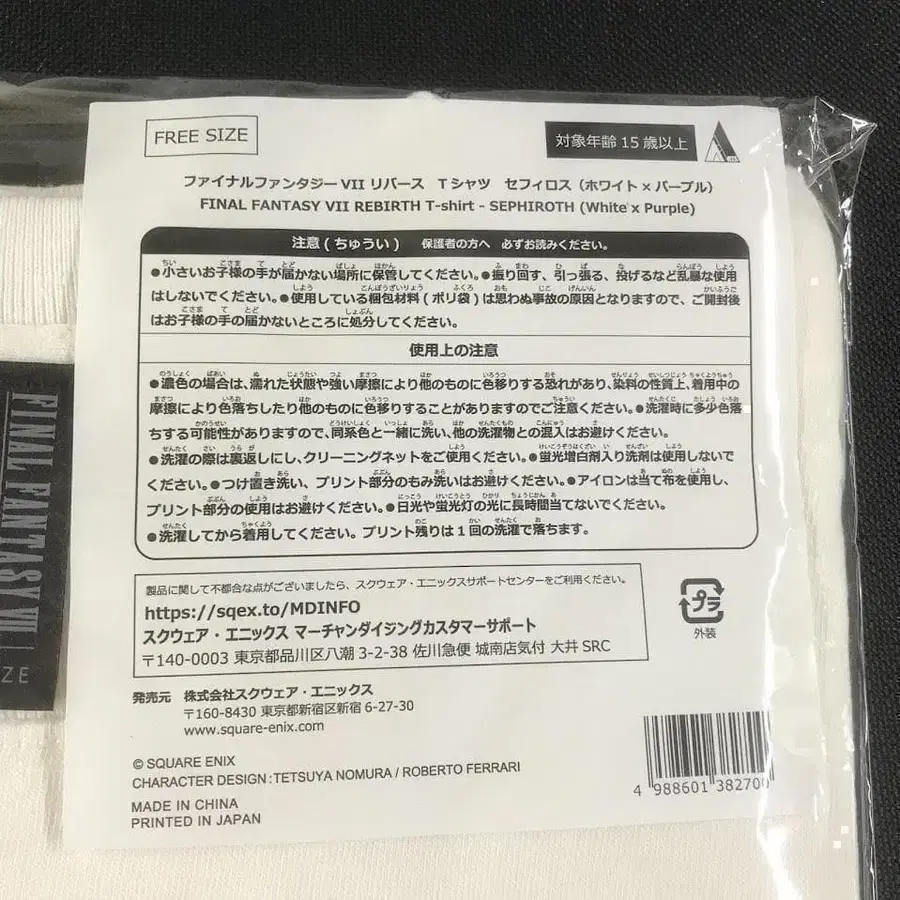 FREE SIZE
対象年齢 15 歳以上
ファイナルファンタジー VII リバース Tシャツ セフィロス（ホワイト × パープル）
FINAL FANTASY VII REBIRTH T-shirt - SEPHIROTH (White x Purple)
注意（ちゅうい） 保護者の方へ 必ずお読みください。
●小さいお子様の手が届かない場所に保管してください。●振り回す、引っ張る、投げるなど乱暴な使用
はしないでください。●使用している梱包材料（ポリ袋）は思わぬ事故の原因となりますので、ご開封後
はお子様の手の届かないところに処分してください。
使用上の注意
●濃色の場合は、濡れた状態や強い摩擦により他のものに色移りする恐れがあり、染料の性質上、着用中の
摩擦により色落ちしたり他のものに色移りすることがありますのでご注意ください。●洗濯時に多少色落
ちする可能性がありますので、同系色と一緒に洗い、他の洗濯物との混入はお避けください。
●洗濯の際は裏返しにし、クリーニングネットをご使用ください。●蛍光増白剤入り洗剤は使用しないで
ください。●つけ置き洗い、プリント部分のもみ洗いはお避けください。●アイロンは当て布を使用し、
プリント部分の使用はお避けください。●日光や蛍光灯の光に長時間当てないでください。
●洗濯してから着用してください。プリント残りは1回の洗濯で落ちます。
製品に関して不都合な点がございましたら、スクウェア・エニックスサポートセンターをご利用ください。
https://sqex.to/MDINFO
スクウェア・エニックス マーチャンダイジングカスタマーサポート
〒140-0003 東京都品川区八潮 3-2-38 佐川急便 城南店気付 大井 SRC
プラ
外装
発売元 株式会社スクウェア・エニックス
〒160-8430 東京都新宿区新宿 6-27-30
www.square-enix.com
© SQUARE ENIX
CHARACTER DESIGN : TETSUYA NOMURA / ROBERTO FERRARI
MADE IN CHINA
PRINTED IN JAPAN
4 988601 382700
FINAL FANTASY VII
ZE